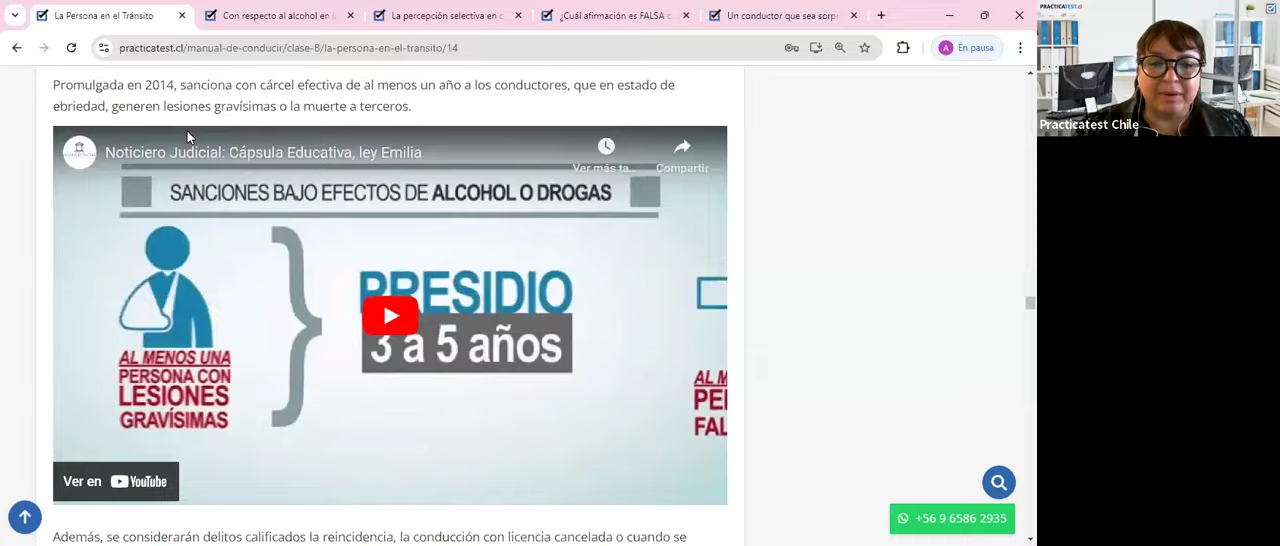 La Persona en el Tránsito
Con respecto al alcohol en
La percepción selectiva en c
¿Cuál afirmación es FALSA c
Un conductor que sea sorpr
practicatest.cl/manual-de-conducir/clase-B/la-persona-en-el-transito/14
A En pausa
PRACTICATEST.cl
Practicatest Chile
Promulgada en 2014, sanciona con cárcel efectiva de al menos un año a los conductores, que en estado de
ebriedad, generen lesiones gravísimas o la muerte a terceros.
Noticiero Judicial: Cápsula Educativa, ley Emilia
Ver más ta...
Compartir
SANCIONES BAJO EFECTOS DE ALCOHOL O DROGAS
PRESIDIO
3 a 5 años
AL MENOS UNA
PERSONA CON
LESIONES
GRAVÍSIMAS
AL M
PE
FAL
Ver en YouTube
+56 9 6586 2935
Además, se considerarán delitos calificados la reincidencia, la conducción con licencia cancelada o cuando se